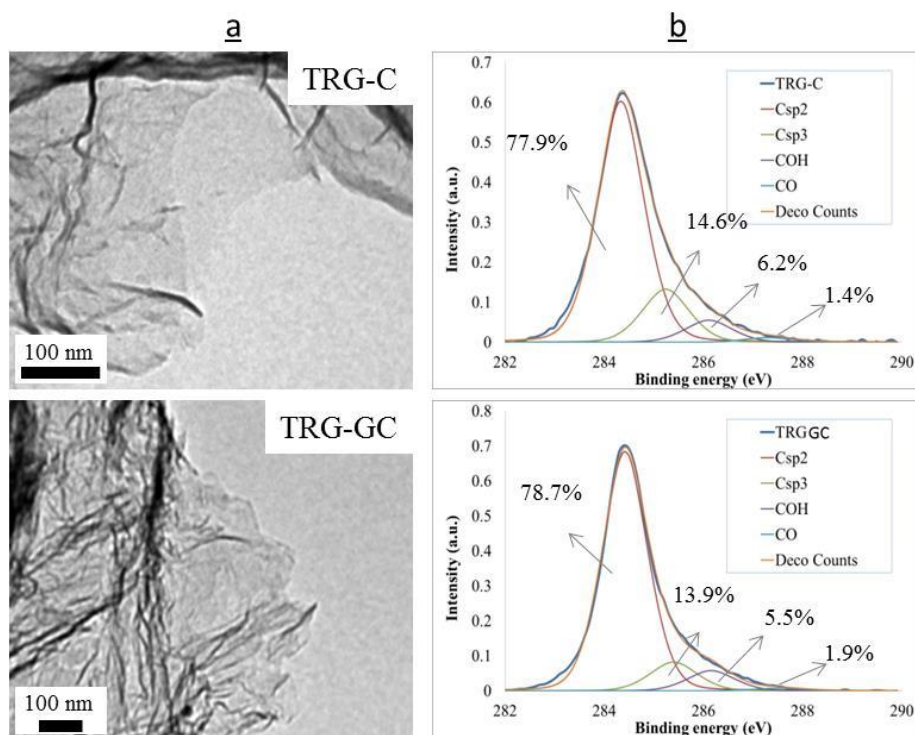 a
b
TRG-C
100 nm
0.7
0.6
0.5
0.4
0.3
0.2
0.1
0
282
284
286
288
290
Intensity (a.u.)
Binding energy (eV)
TRG-C
Csp2
Csp3
COH
CO
Deco Counts
77.9%
14.6%
6.2%
1.4%
TRG-GC
100 nm
0.8
0.7
0.6
0.5
0.4
0.3
0.2
0.1
0
282
284
286
288
290
Intensity (a.u.)
Binding energy (eV)
TRGGC
Csp2
Csp3
COH
CO
Deco Counts
78.7%
13.9%
5.5%
1.9%